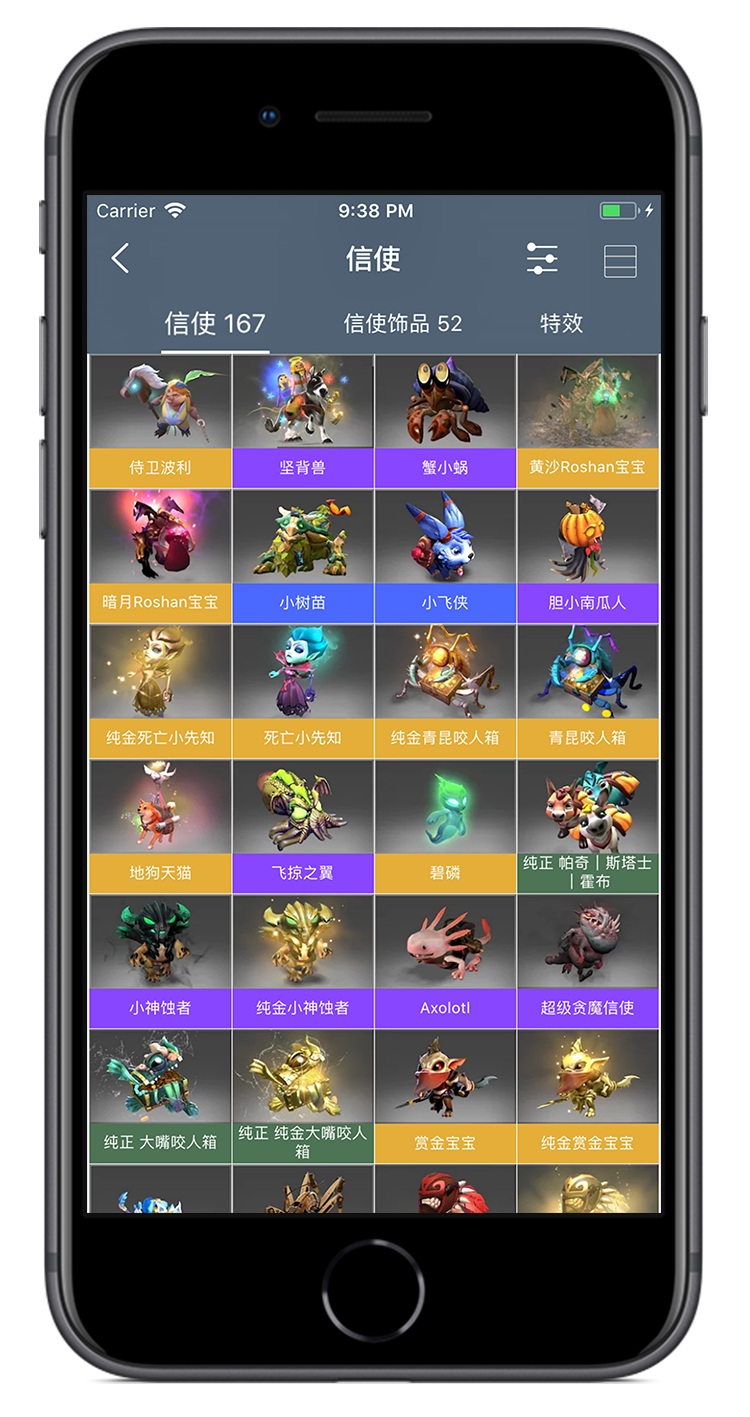 Carrier 9:38 PM
信使
信使 167 信使饰品 52 特效
侍卫波利 坚背兽 蟹小蜗 黄沙Roshan宝宝
暗月Roshan宝宝 小树苗 小飞侠 胆小南瓜人
纯金死亡小先知 死亡小先知 纯金青昆咬人箱 青昆咬人箱
地狗天猫 飞掠之翼 碧磷 纯正 帕奇 | 斯塔士
| 霍布
小神蚀者 纯金小神蚀者 Axolotl 超级贪魔信使
纯正 大嘴咬人箱 纯正 纯金大嘴咬人
箱 赏金宝宝 纯金赏金宝宝